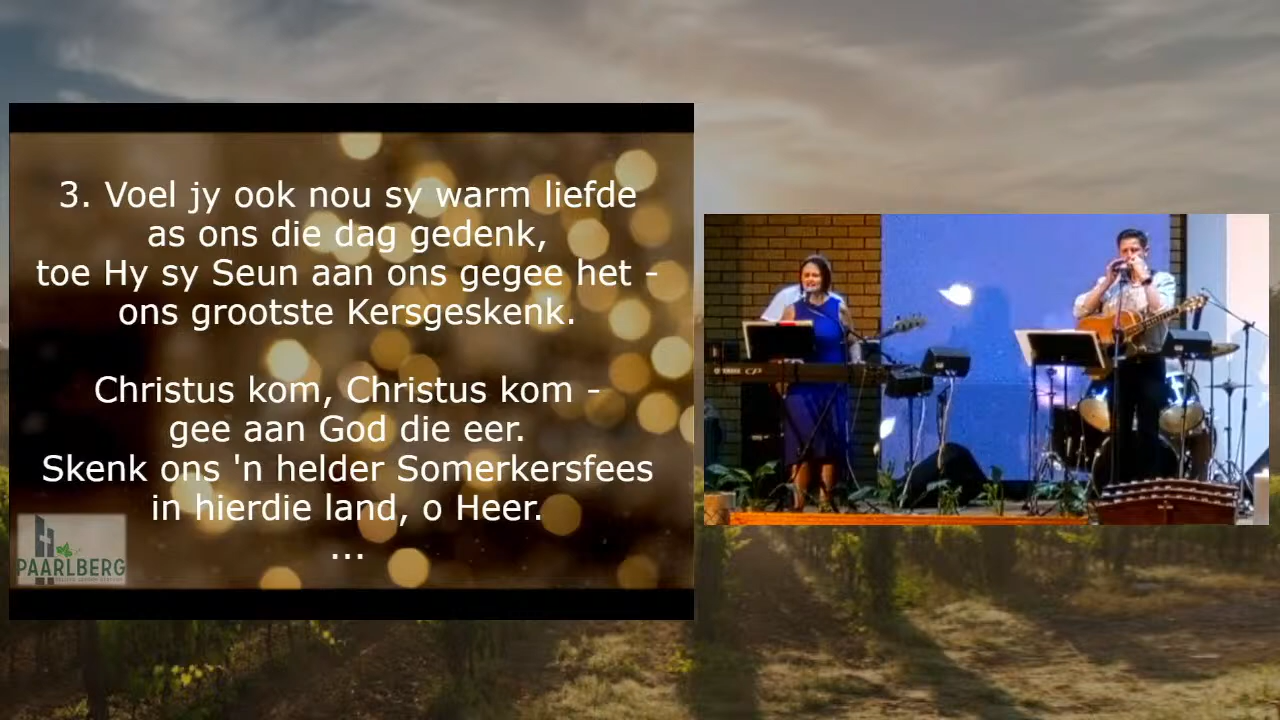 3. Voel jy ook nou sy warm liefde
as ons die dag gedenk,
toe Hy sy Seun aan ons gegee het -
ons grootste Kersgeskenk.
Christus kom, Christus kom -
gee aan God die eer.
Skenk ons 'n helder Somerkersfees
in hierdie land, o Heer.
...
PAARLBERG
YAMAHA CP